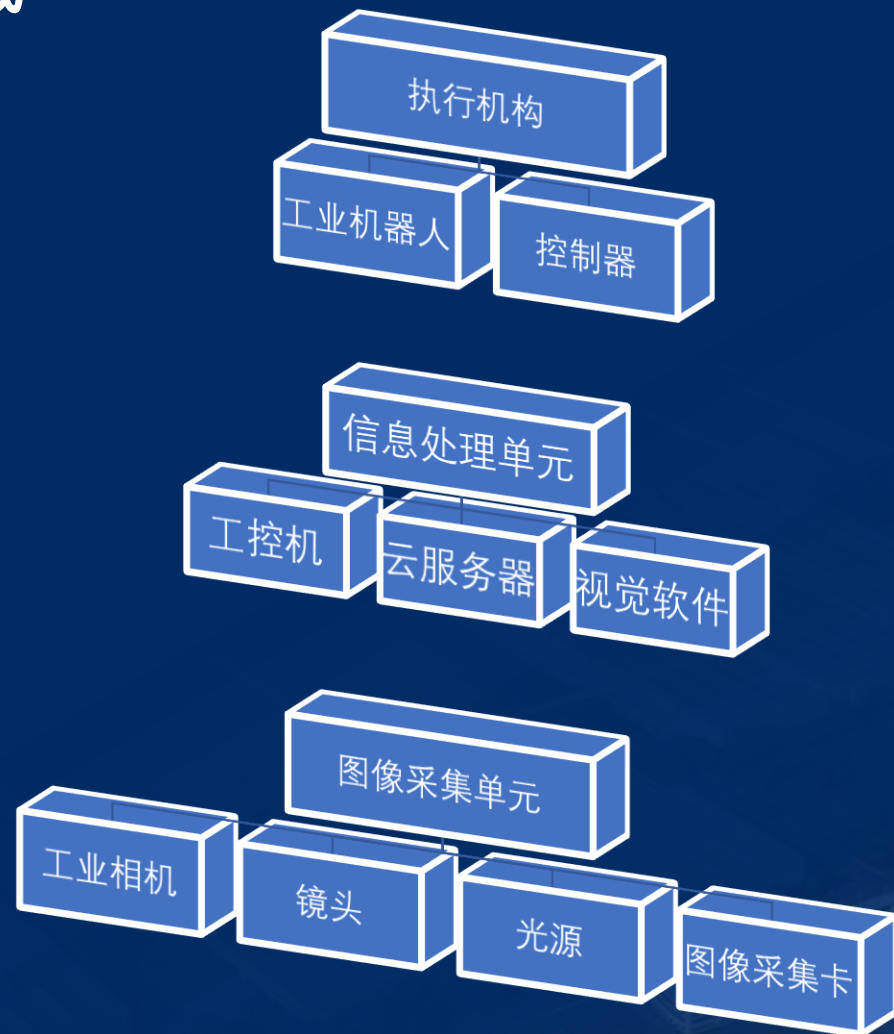 执行机构
工业机器人
控制器
信息处理单元
工控机
云服务器
视觉软件
图像采集单元
工业相机
镜头
光源
图像采集卡